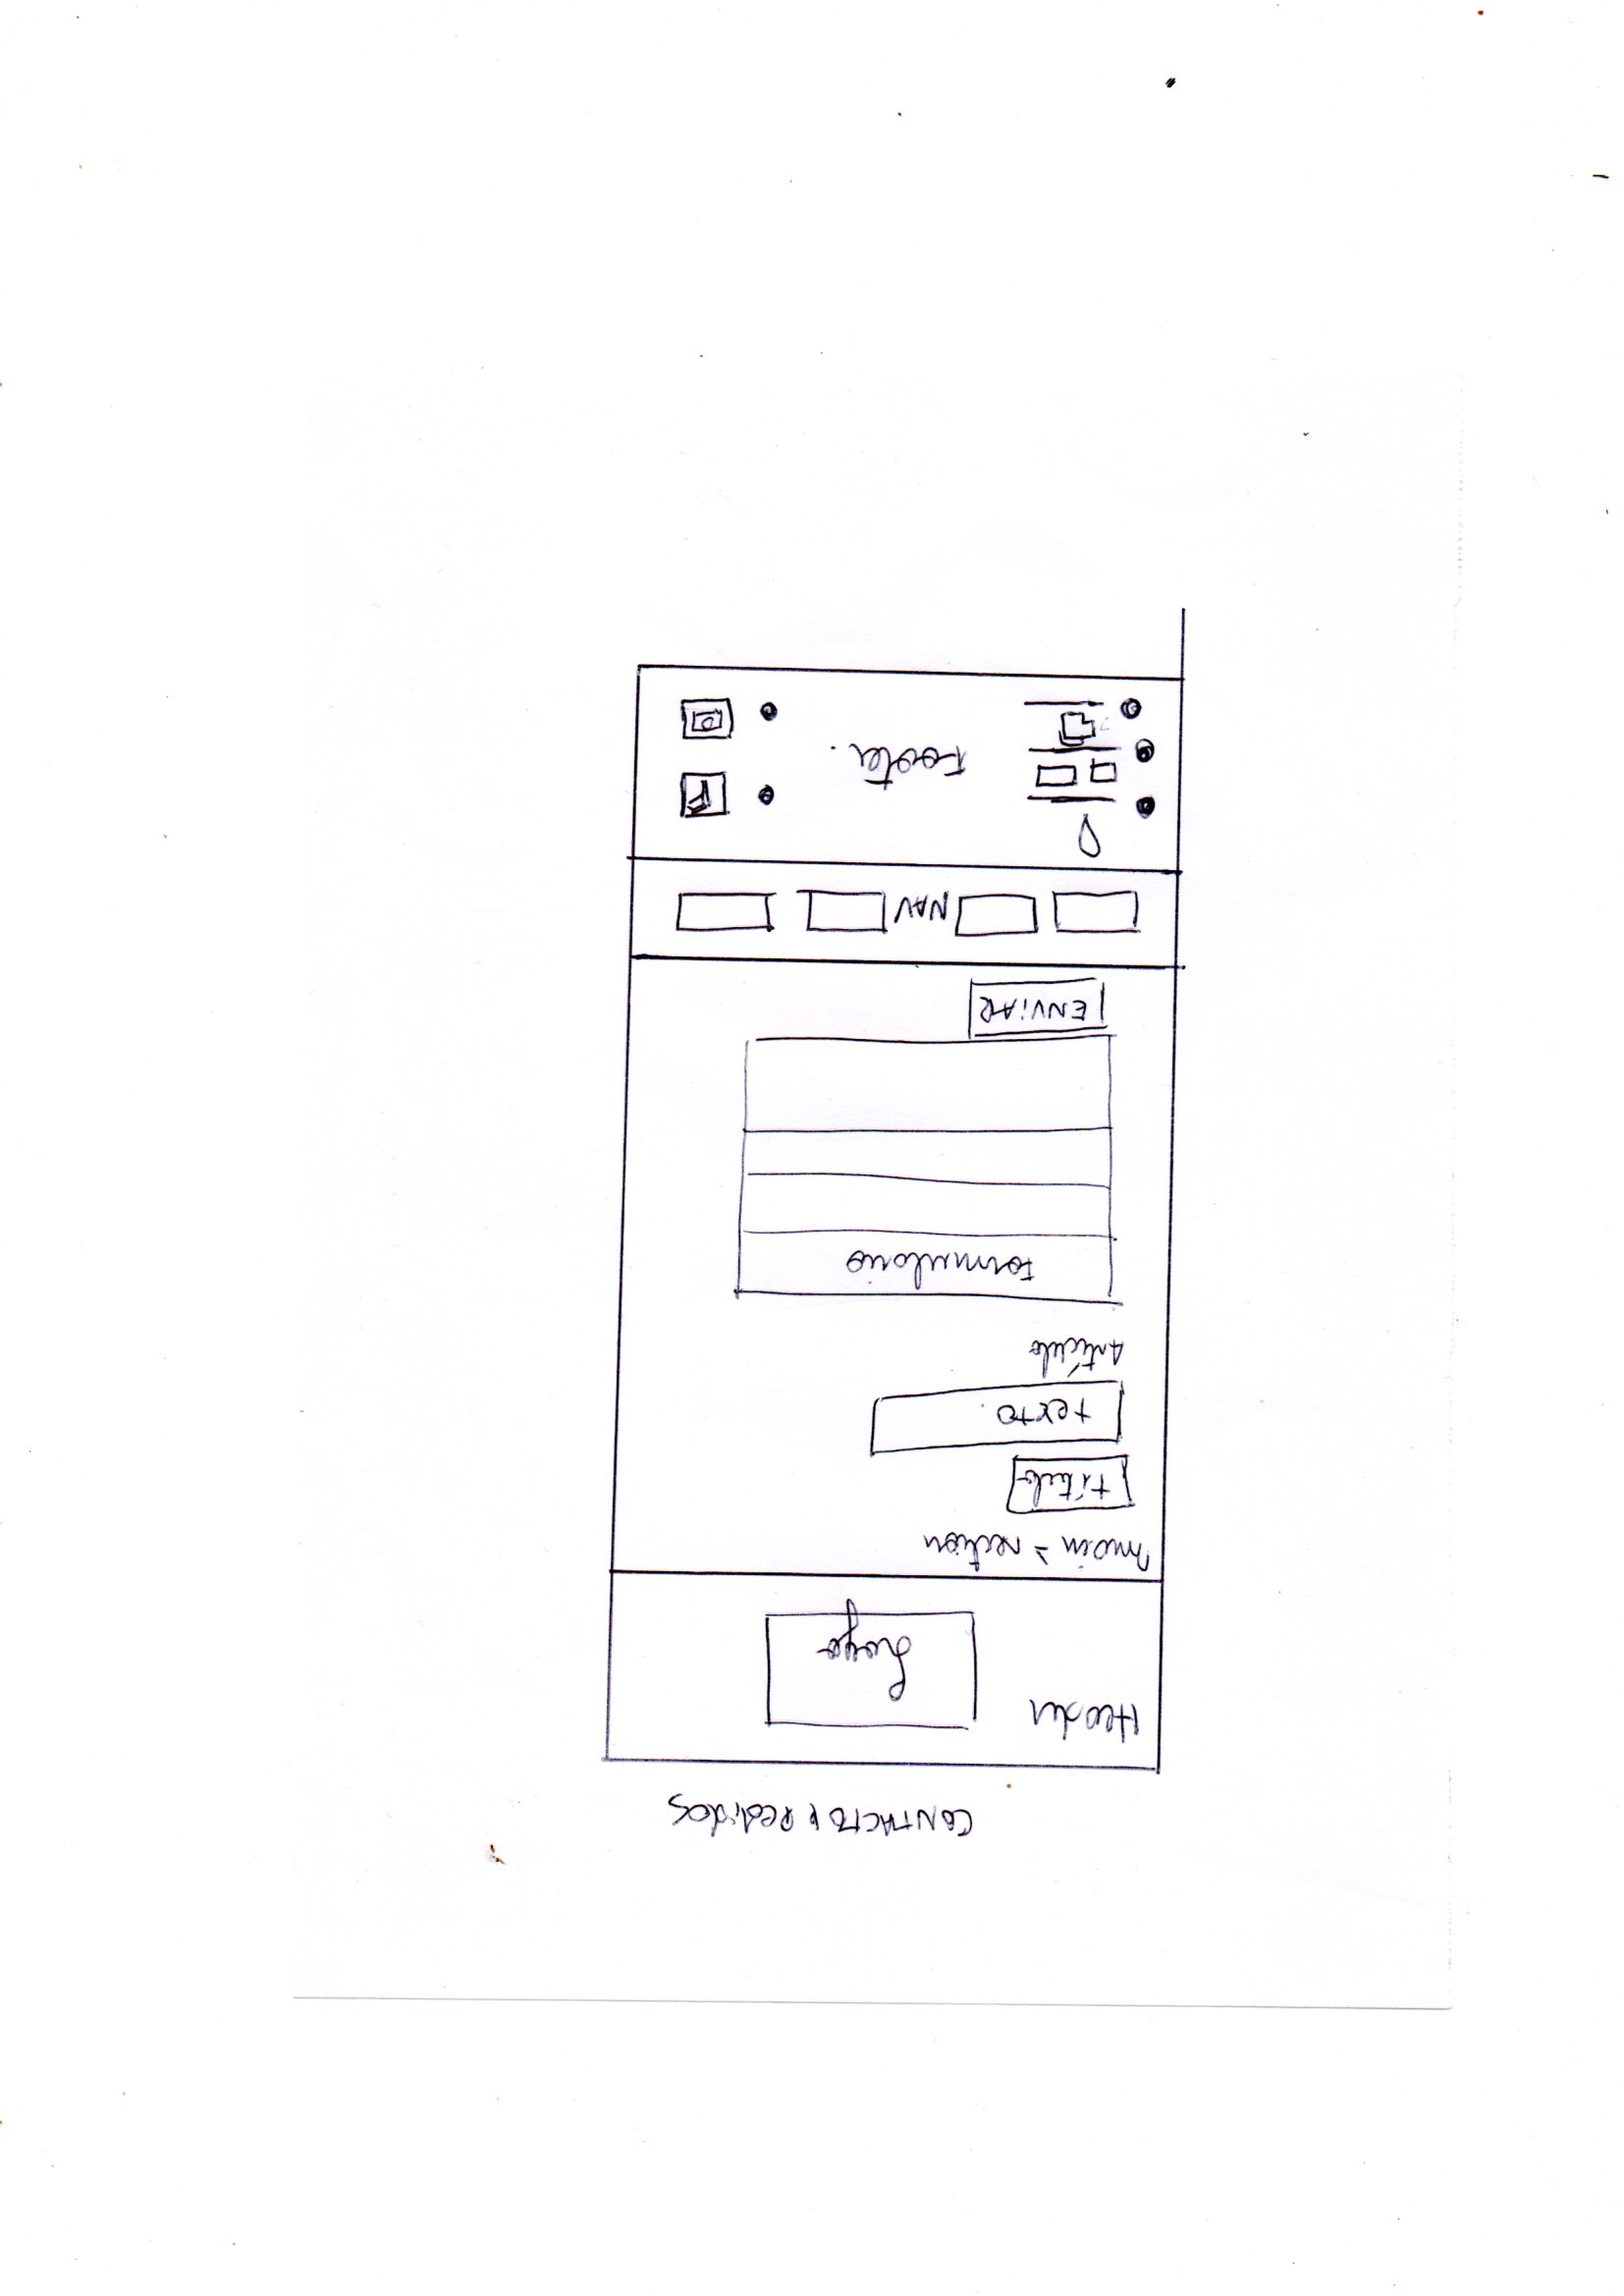 CONTACTO y Pedidos
Header
Logo
main > section
título
texto.
Artículo
Formulario
ENViAR
NAV
F
Footer.